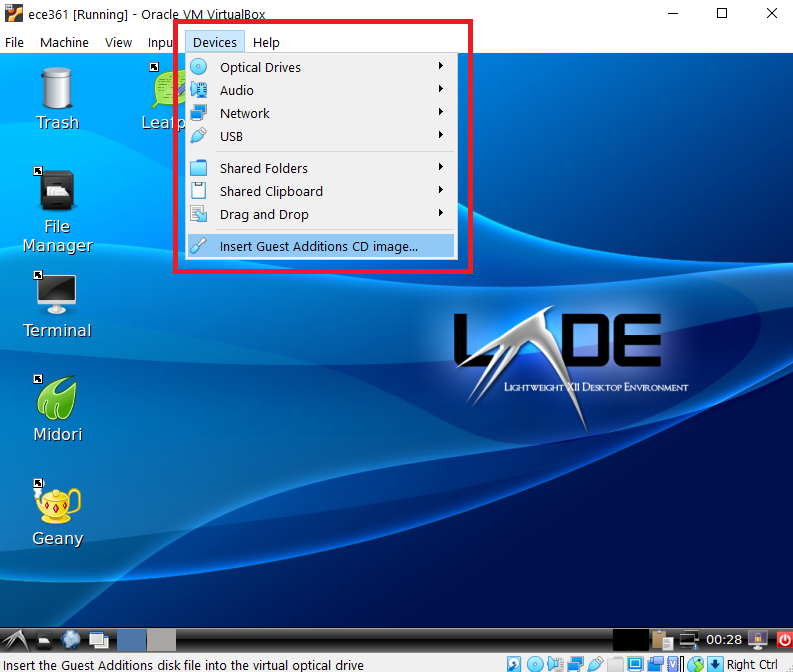 ece361 [Running] - Oracle VM VirtualBox
File Machine View Inpu Devices Help
Optical Drives
Audio
Network
USB
Shared Folders
Shared Clipboard
Drag and Drop
Insert Guest Additions CD image...
Trash
Leafp
File
Manager
Terminal
Midori
Geany
LXDE
Lightweight X11 Desktop Environment
00:28
Insert the Guest Additions disk file into the virtual optical drive
Right Ctrl